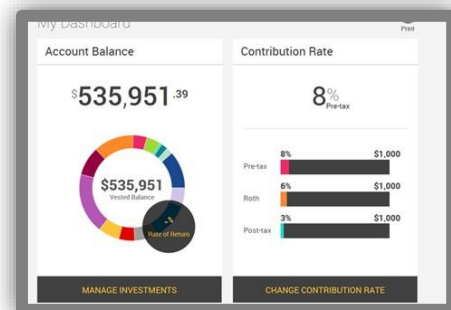 My Dashboard
Print
Account Balance
$535,951.39
$535,951
Vested Balance
Rate of Return
MANAGE INVESTMENTS
Contribution Rate
8%
Pre-tax
8% $1,000
Pre-tax
6% $1,000
Roth
3% $1,000
Post-tax
CHANGE CONTRIBUTION RATE